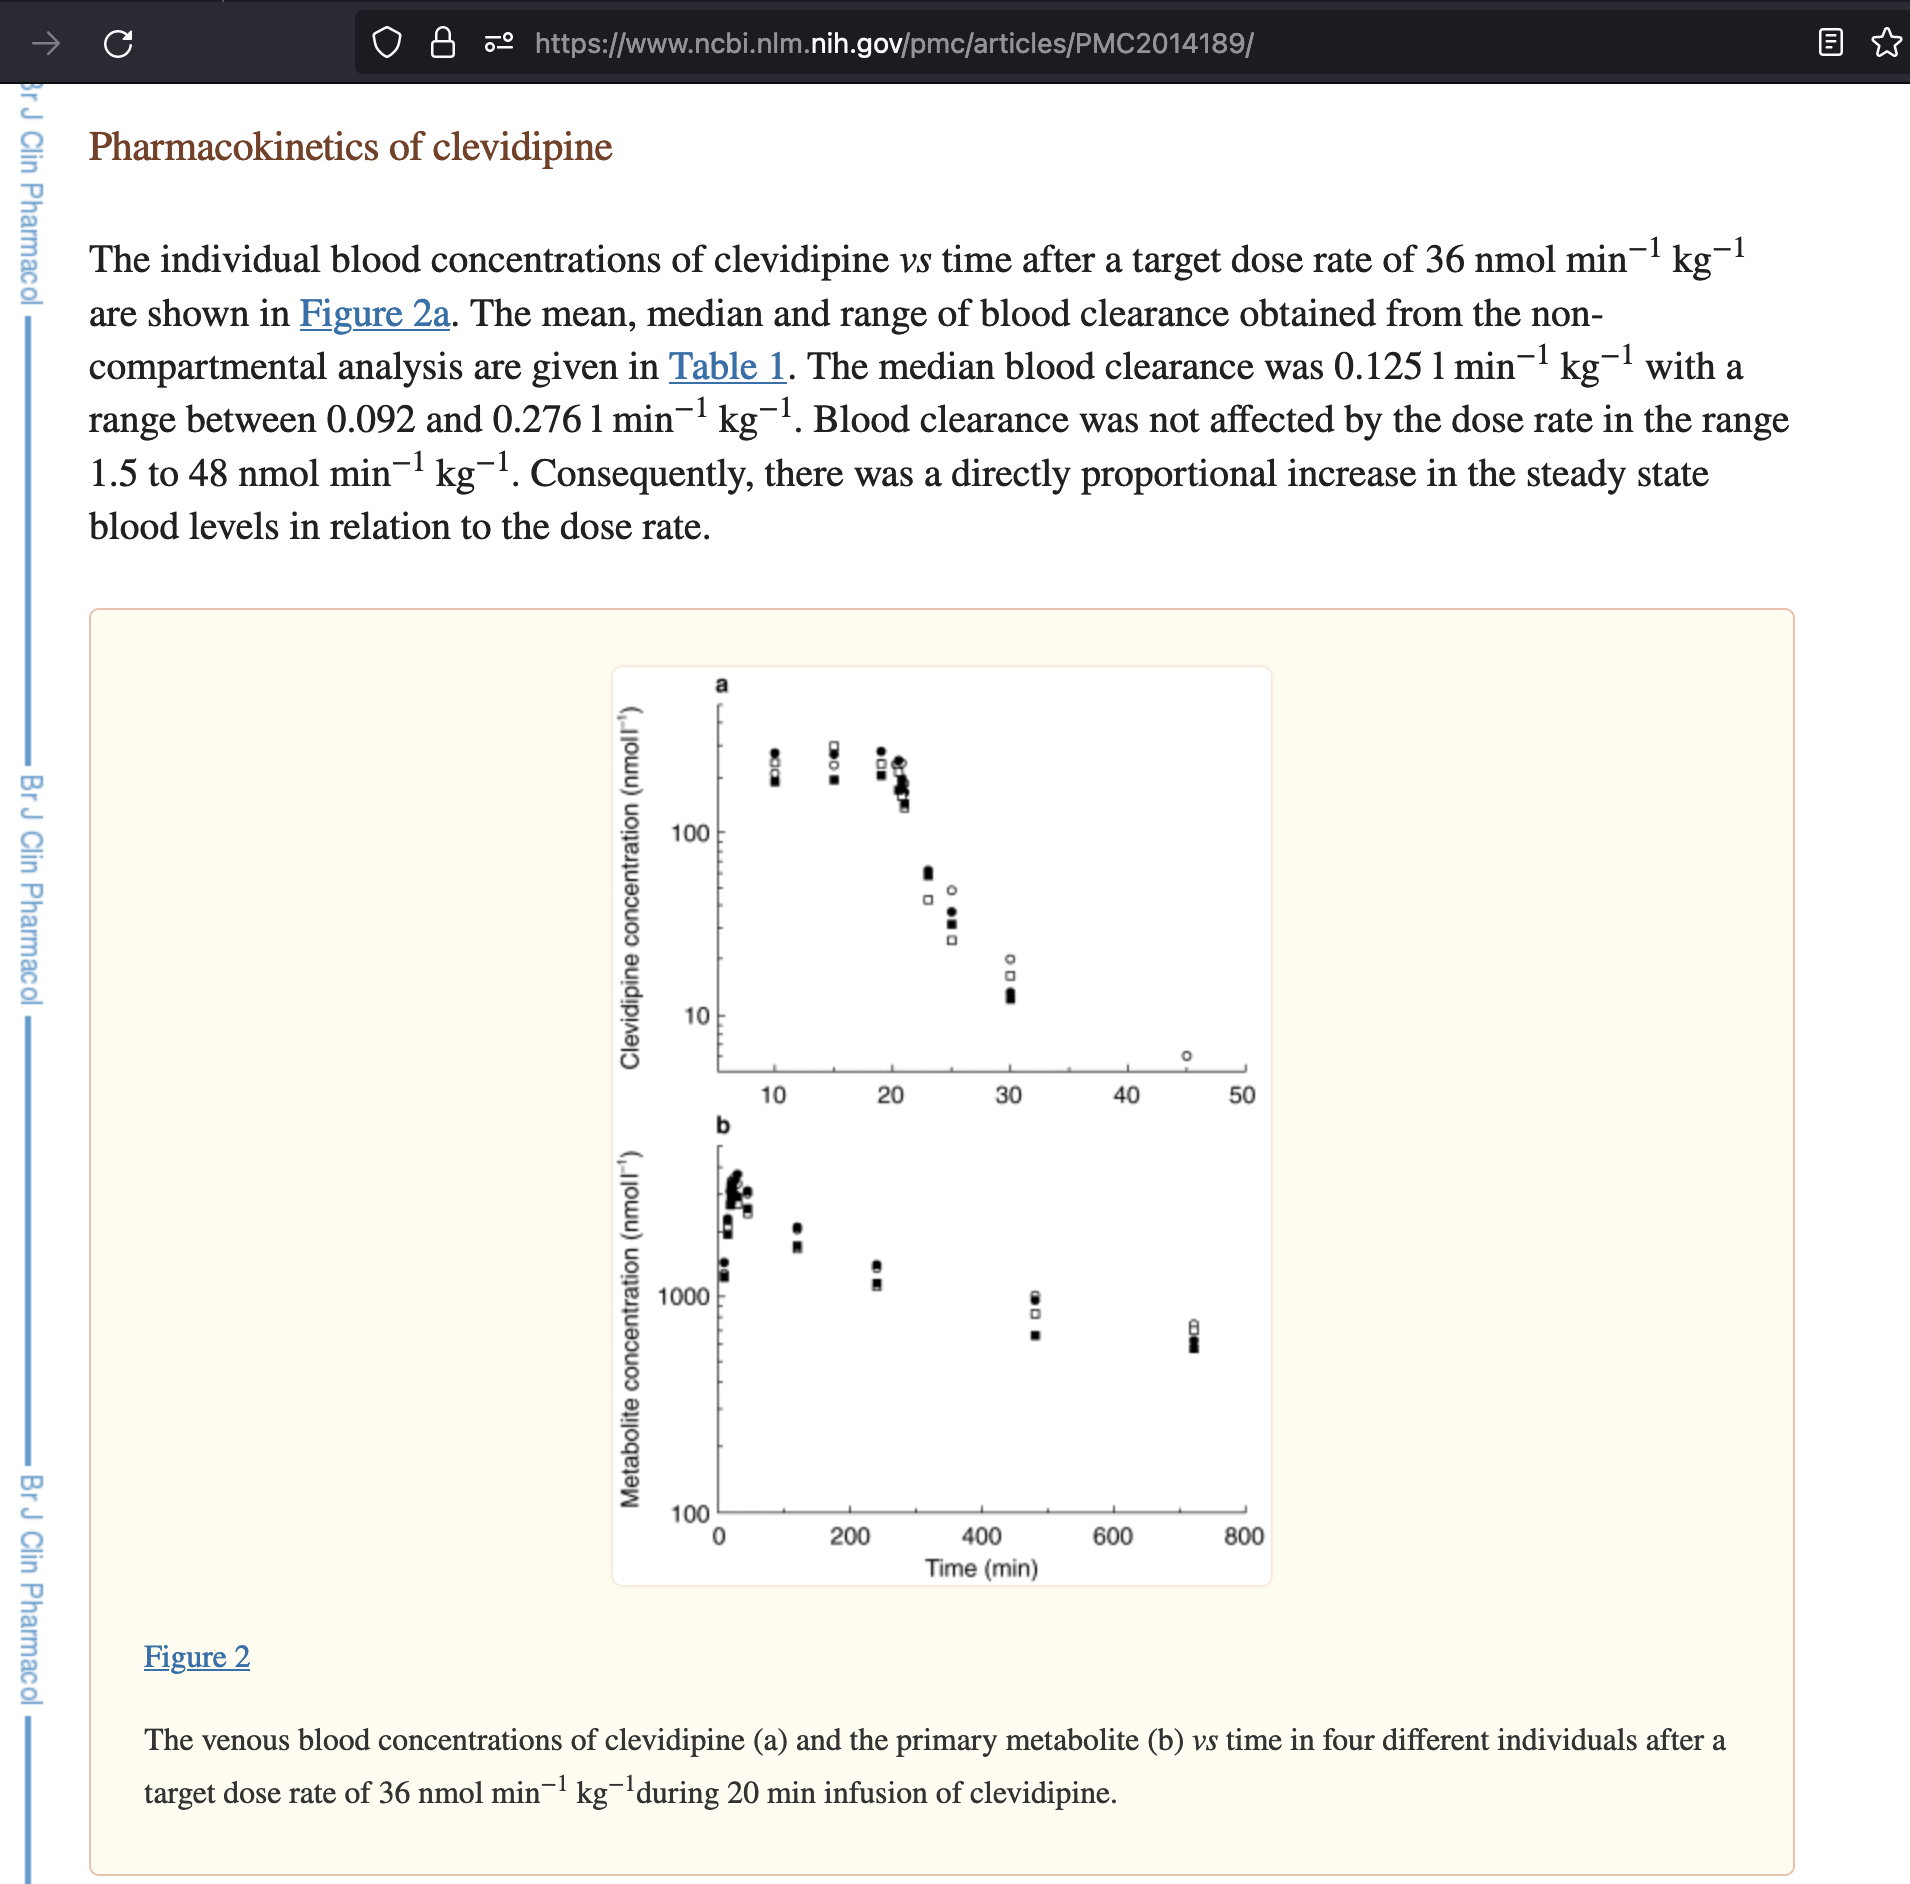 https://www.ncbi.nlm.nih.gov/pmc/articles/PMC2014189/
Br J Clin Pharmacol
Br J Clin Pharmacol
Br J Clin Pharmacol
Pharmacokinetics of clevidipine
The individual blood concentrations of clevidipine vs time after a target dose rate of 36 nmol min⁻¹ kg⁻¹
are shown in Figure 2a. The mean, median and range of blood clearance obtained from the non-
compartmental analysis are given in Table 1. The median blood clearance was 0.125 l min⁻¹ kg⁻¹ with a
range between 0.092 and 0.276 l min⁻¹ kg⁻¹. Blood clearance was not affected by the dose rate in the range
1.5 to 48 nmol min⁻¹ kg⁻¹. Consequently, there was a directly proportional increase in the steady state
blood levels in relation to the dose rate.
a
Clevidipine concentration (nmol l⁻¹)
100
10
10 20 30 40 50
b
Metabolite concentration (nmol l⁻¹)
1000
100
0 200 400 600 800
Time (min)
Figure 2
The venous blood concentrations of clevidipine (a) and the primary metabolite (b) vs time in four different individuals after a
target dose rate of 36 nmol min⁻¹ kg⁻¹during 20 min infusion of clevidipine.